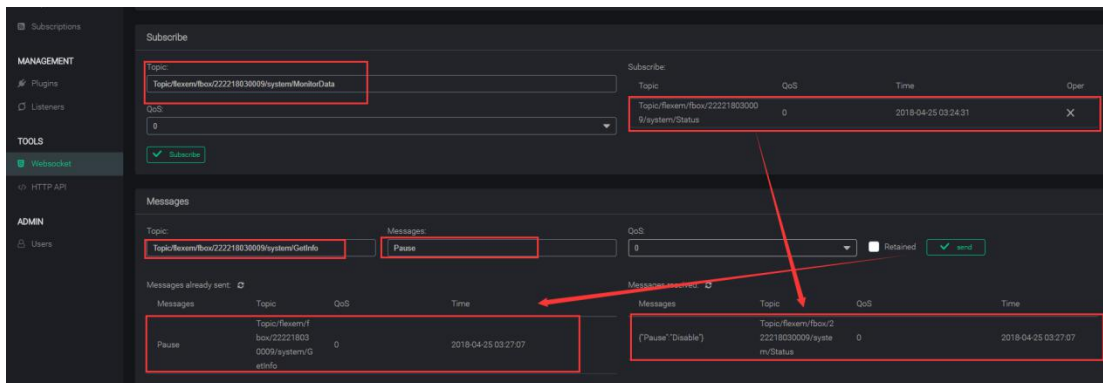 Subscriptions
MANAGEMENT
Plugins
Listeners
TOOLS
Websocket
HTTP API
ADMIN
Users
Subscribe
Topic:
Topic/flexem/fbox/222218030009/system/MonitorData
QoS:
0
Subscribe
Subscribe:
Topic QoS Time Oper
Topic/flexem/fbox/22221803000
9/system/Status
0 2018-04-25 03:24:31
Messages
Topic:
Topic/flexem/fbox/222218030009/system/GetInfo
Messages:
Pause
QoS:
0
Retained
send
Messages already sent:
Messages Topic QoS Time
Pause
Topic/flexem/f
box/22221803
0009/system/G
etInfo
0 2018-04-25 03:27:07
Messages received:
Messages Topic QoS Time
{"Pause":"Disable"}
Topic/flexem/fbox/2
22218030009/syste
m/Status
0 2018-04-25 03:27:07